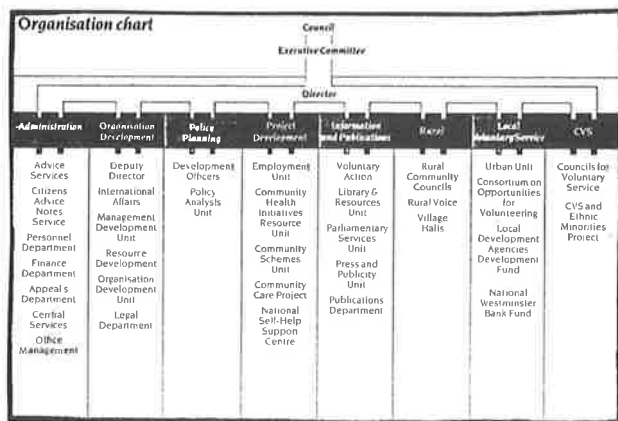 Organisation chart
Council
Executive Committee
Director
Administration
Organisation
Development
Policy
Planning
Project
Development
Information
and Publications
Rural
Local
Voluntary Service
CVS
Advice
Services
Citizens
Advice
Notes
Service
Personnel
Department
Finance
Department
Appeals
Department
Central
Services
Office
Management
Deputy
Director
International
Affairs
Management
Development
Unit
Resource
Development
Organisation
Development
Unit
Legal
Department
Development
Officers
Policy
Analysis
Unit
Employment
Unit
Community
Health
Initiatives
Resource
Unit
Community
Schemes
Unit
Community
Care Project
National
Self-Help
Support
Centre
Voluntary
Action
Library &
Resources
Unit
Parliamentary
Services
Unit
Press and
Publicity
Unit
Publications
Department
Rural
Community
Councils
Rural Voice
Village
Halls
Urban Unit
Consortium on
Opportunities
for
Volunteering
Local
Development
Agencies
Development
Fund
National
Westminster
Bank Fund
Councils for
Voluntary
Service
CVS and
Ethnic
Minorities
Project